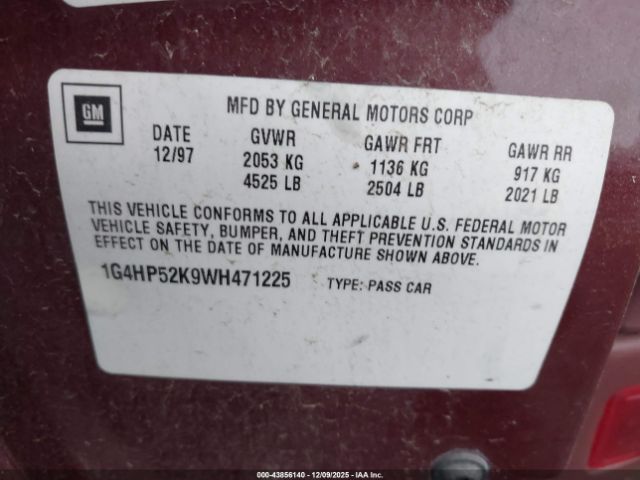 GM
MFD BY GENERAL MOTORS CORP
DATE GVWR GAWR FRT GAWR RR
12/97 2053 KG 1136 KG 917 KG
4525 LB 2504 LB 2021 LB
THIS VEHICLE CONFORMS TO ALL APPLICABLE U.S. FEDERAL MOTOR
VEHICLE SAFETY, BUMPER, AND THEFT PREVENTION STANDARDS IN
EFFECT ON THE DATE OF MANUFACTURE SHOWN ABOVE.
1G4HP52K9WH471225 TYPE: PASS CAR
000-43856140 - 12/09/2025 - IAA Inc.